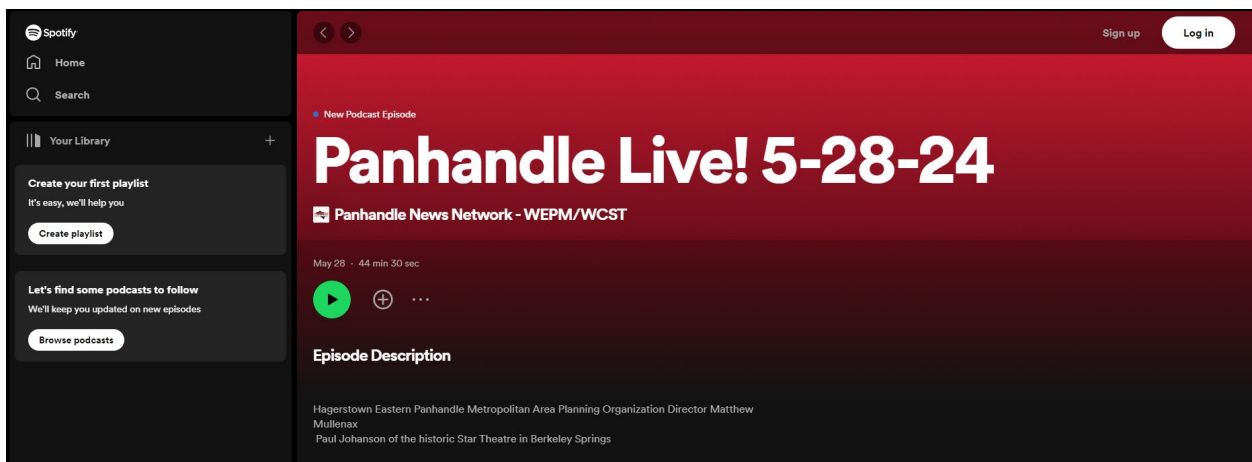 Spotify
Home
Search
Your Library
Create your first playlist
It's easy, we'll help you
Create playlist
Let's find some podcasts to follow
We'll keep you updated on new episodes
Browse podcasts
Sign up
Log in
New Podcast Episode
Panhandle Live! 5-28-24
Panhandle News Network - WEPM/WCST
May 28 · 44 min 30 sec
Episode Description
Hagerstown Eastern Panhandle Metropolitan Area Planning Organization Director Matthew
Mullenax
Paul Johanson of the historic Star Theatre in Berkeley Springs